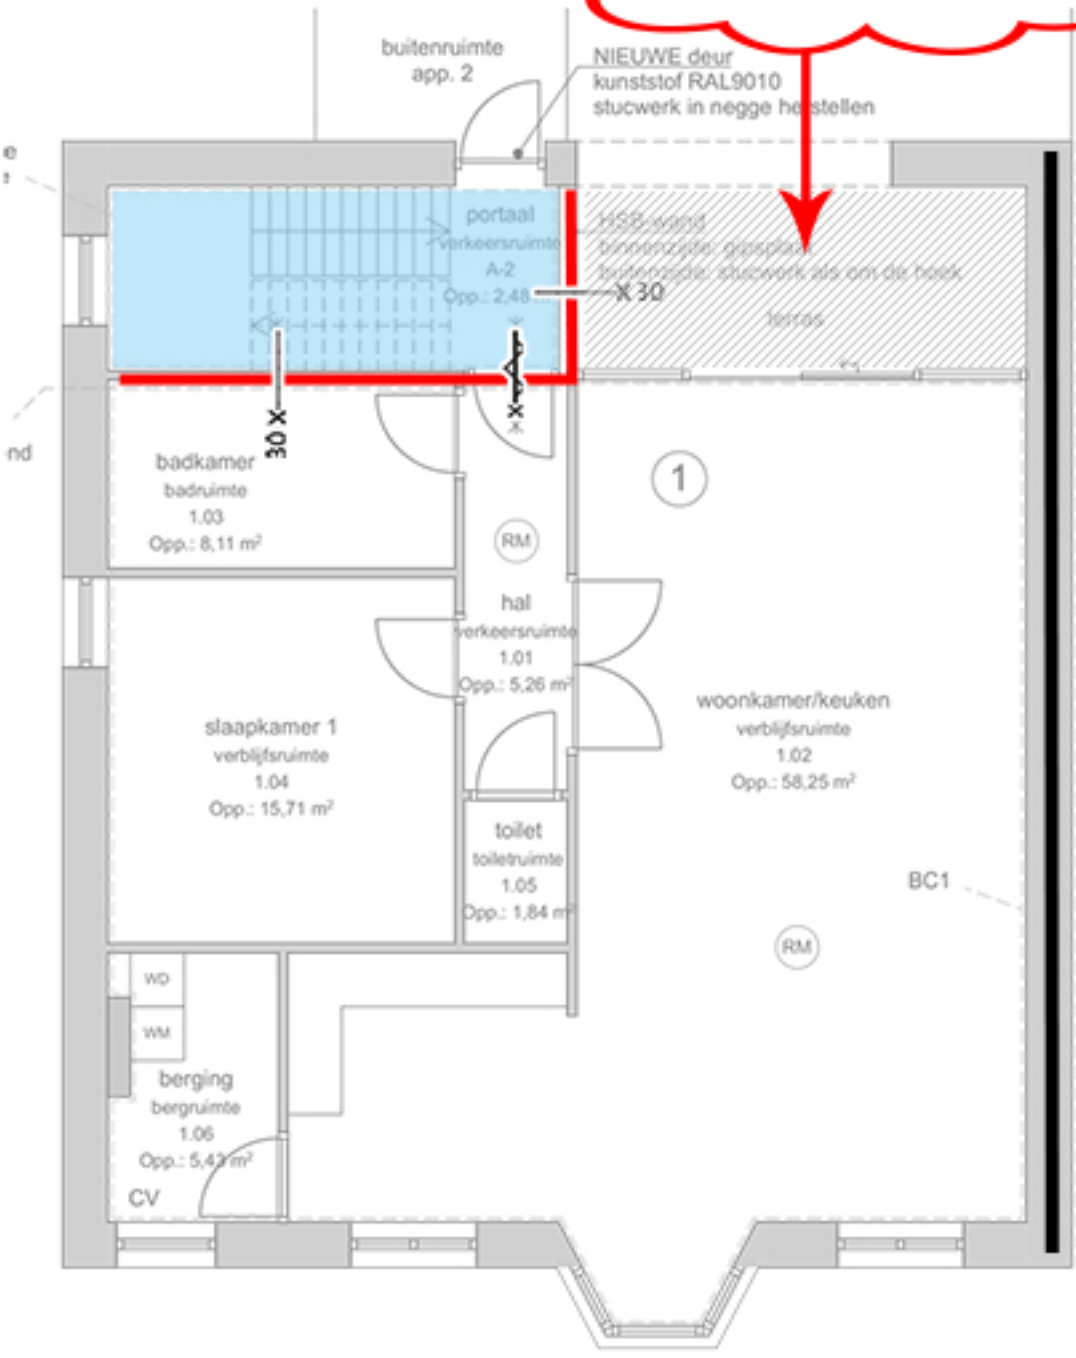 buitenruimte
app. 2
NIEUWE deur
kunststof RAL9010
stucwerk in negge herstellen
e
portaal
verkeersruimte
A-2
Opp.: 2,48
HSB-wand
binnenzijde: gipsplaat
buitenzijde: stucwerk als om de hoek
X 30
terras
30 X
X
nd
badkamer
badruimte
1.03
Opp.: 8,11 m²
1
RM
hal
verkeersruimte
1.01
Opp.: 5,26 m²
slaapkamer 1
verblijfsruimte
1.04
Opp.: 15,71 m²
woonkamer/keuken
verblijfsruimte
1.02
Opp.: 58,25 m²
toilet
toiletruimte
1.05
Opp.: 1,84 m²
BC1
RM
WD
WM
berging
bergruimte
1.06
Opp.: 5,43 m²
CV